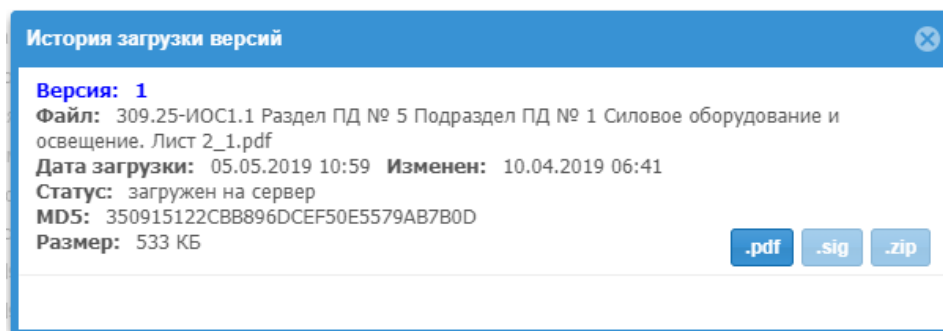 История загрузки версий
Версия: 1
Файл: 309.25-ИОС1.1 Раздел ПД № 5 Подраздел ПД № 1 Силовое оборудование и
освещение. Лист 2_1.pdf
Дата загрузки: 05.05.2019 10:59 Изменен: 10.04.2019 06:41
Статус: загружен на сервер
MD5: 350915122CBB896DCEF50E5579AB7B0D
Размер: 533 КБ
.pdf .sig .zip